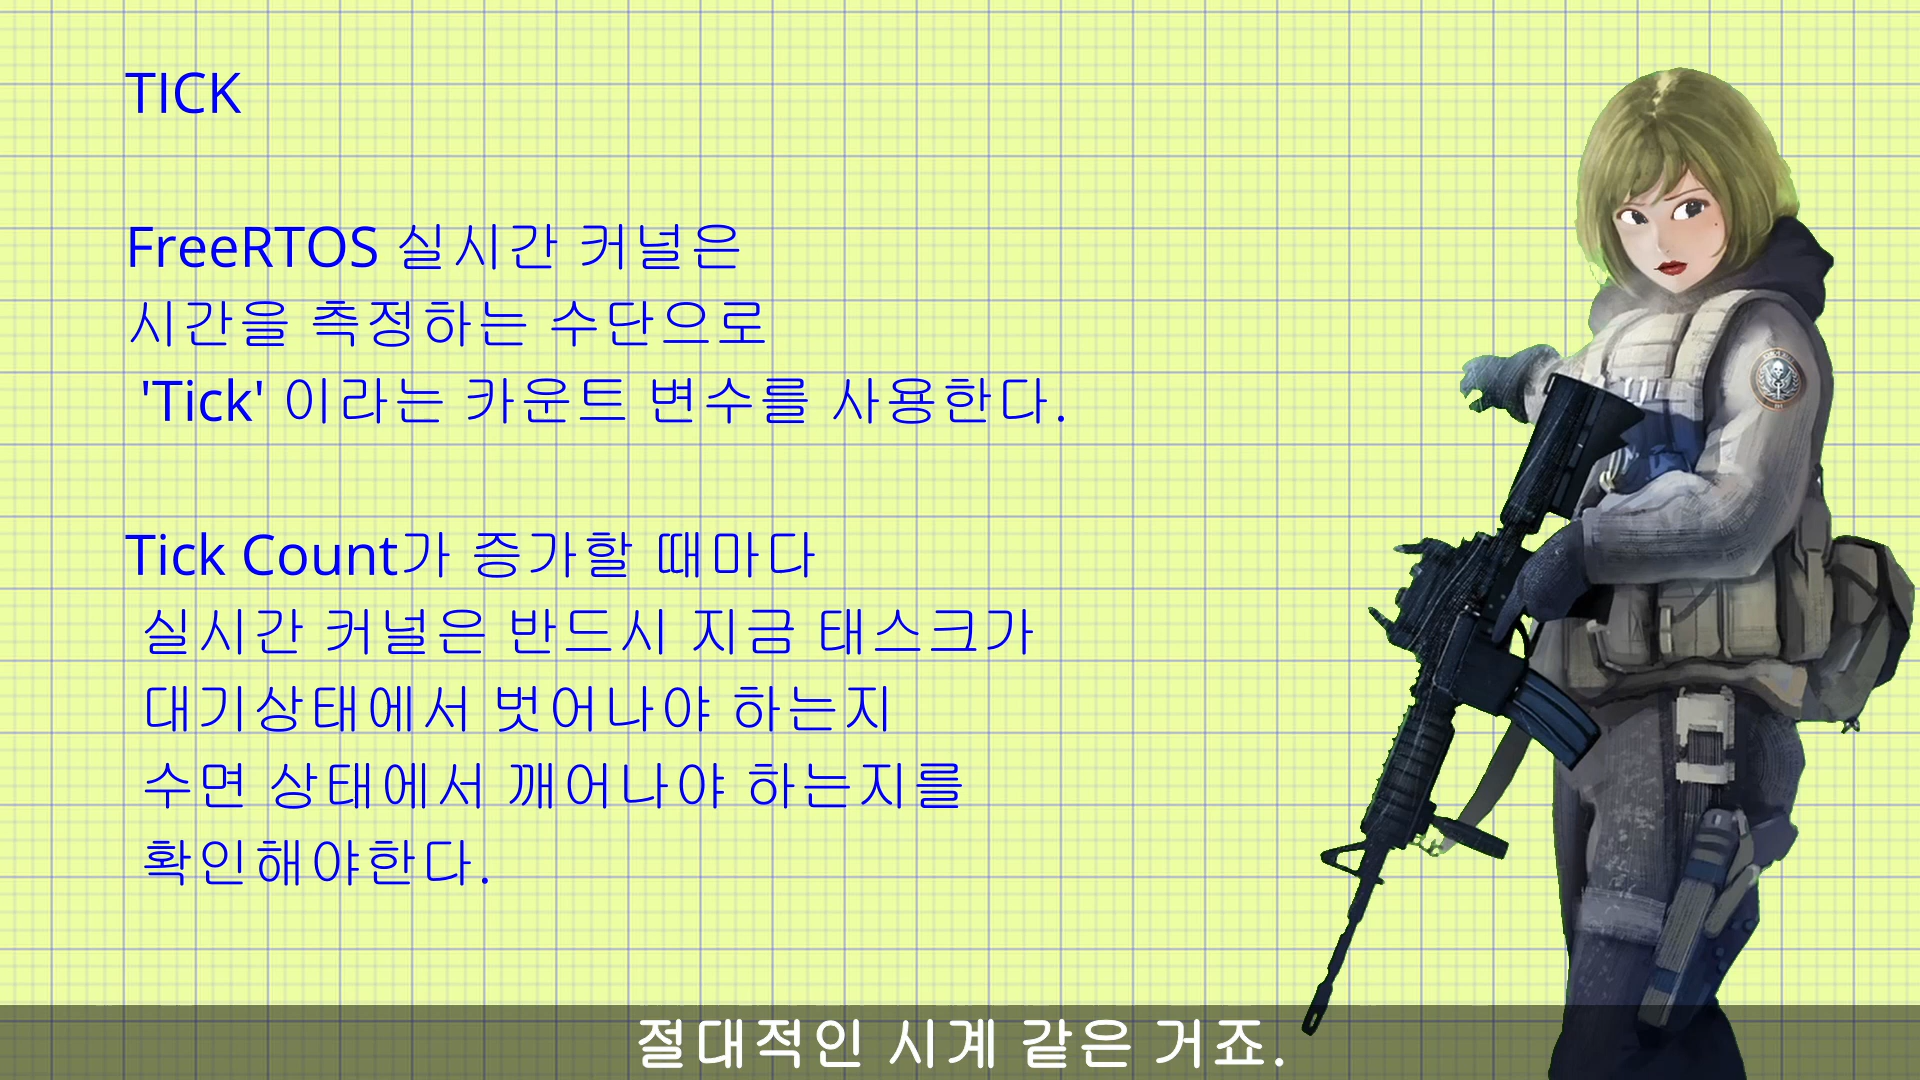 TICK
FreeRTOS 실시간 커널은
시간을 측정하는 수단으로
'Tick' 이라는 카운트 변수를 사용한다.
Tick Count가 증가할 때마다
실시간 커널은 반드시 지금 태스크가
대기상태에서 벗어나야 하는지
수면 상태에서 깨어나야 하는지를
확인해야한다.
절대적인 시계 같은 거죠.